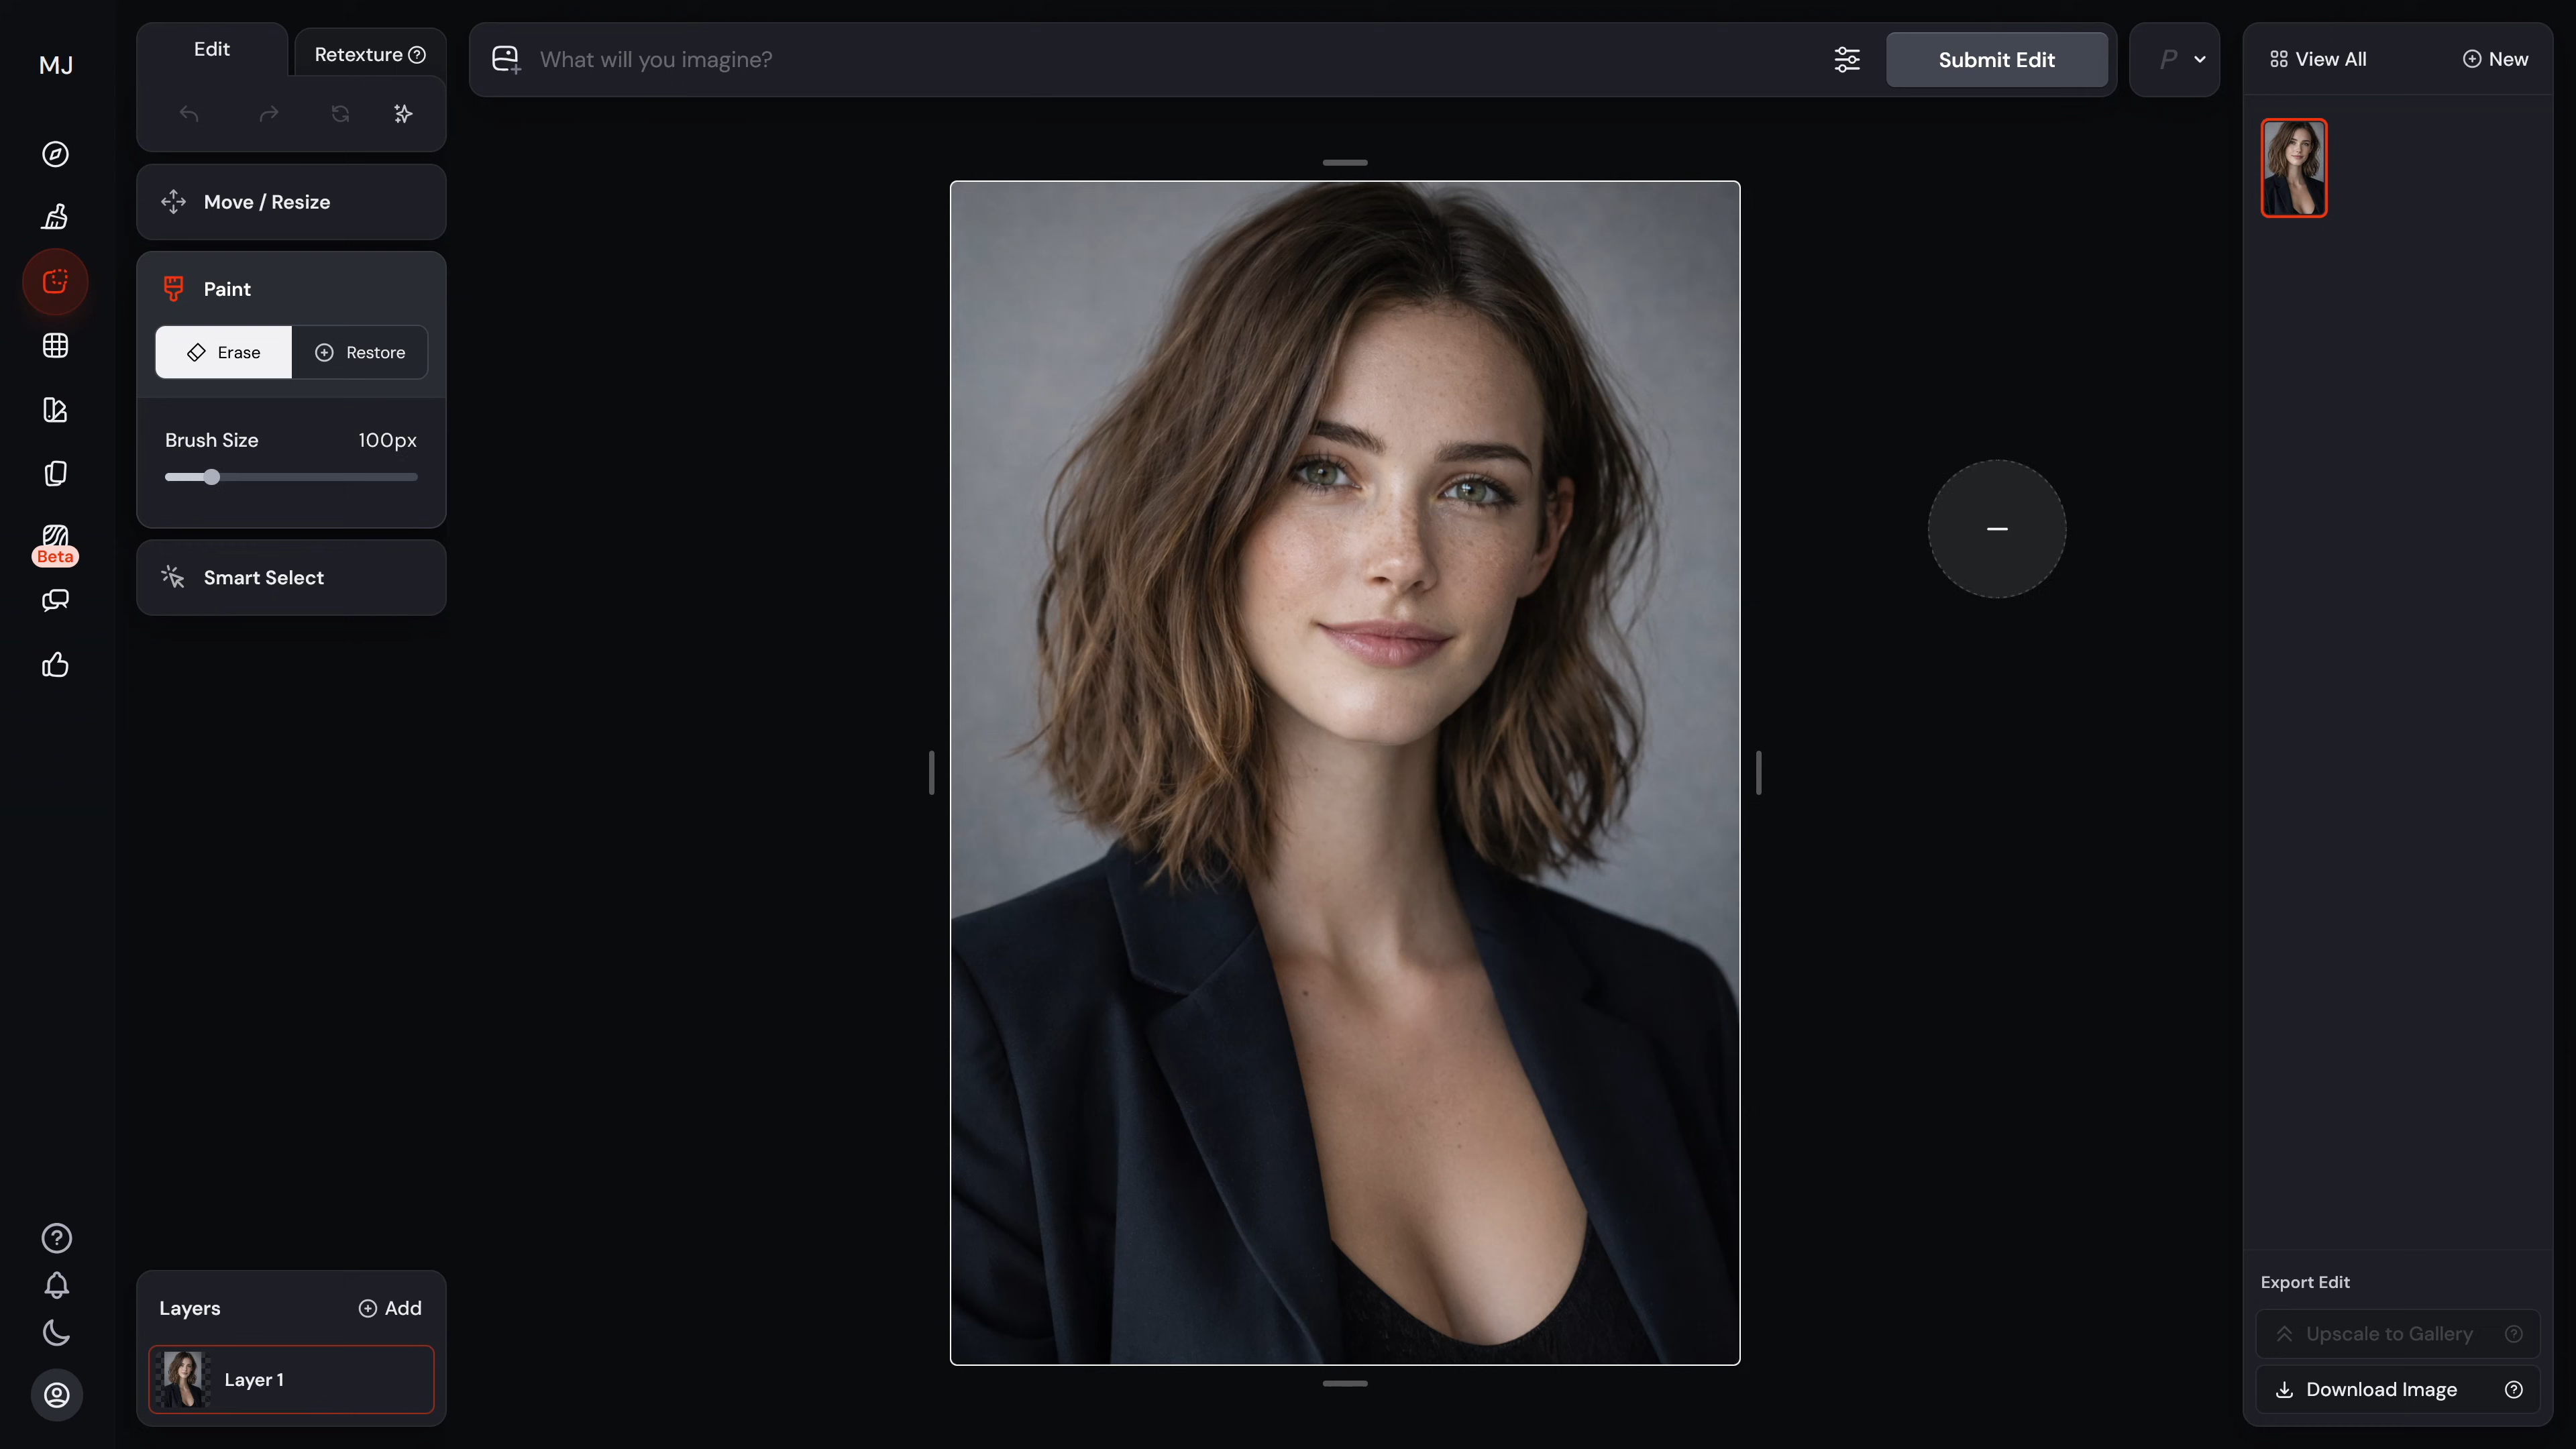 MJ
Edit
Retexture
What will you imagine?
Submit Edit
P
View All
New
Move / Resize
Paint
Erase
Restore
Brush Size
100px
Beta
Smart Select
Layers
Add
Layer 1
Export Edit
Upscale to Gallery
Download Image